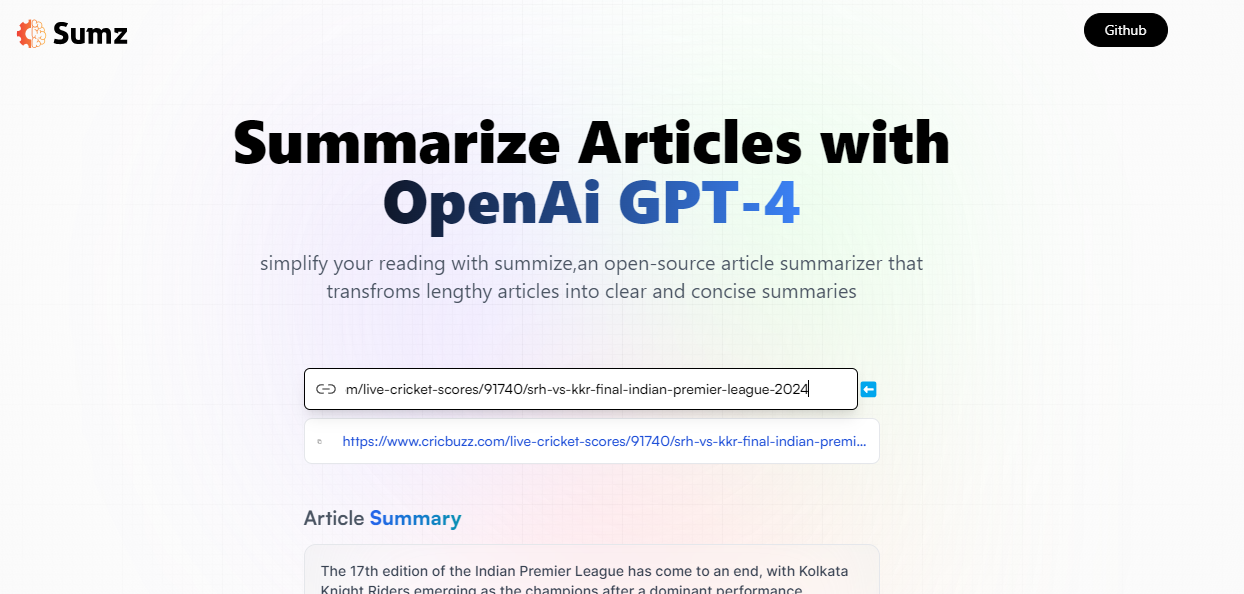 Sumz
Github
Summarize Articles with
OpenAi GPT-4
simplify your reading with summize,an open-source article summarizer that
transfroms lengthy articles into clear and concise summaries
m/live-cricket-scores/91740/srh-vs-kkr-final-indian-premier-league-2024
https://www.cricbuzz.com/live-cricket-scores/91740/srh-vs-kkr-final-indian-premi...
Article Summary
The 17th edition of the Indian Premier League has come to an end, with Kolkata
Knight Riders emerging as the champions after a dominant performance